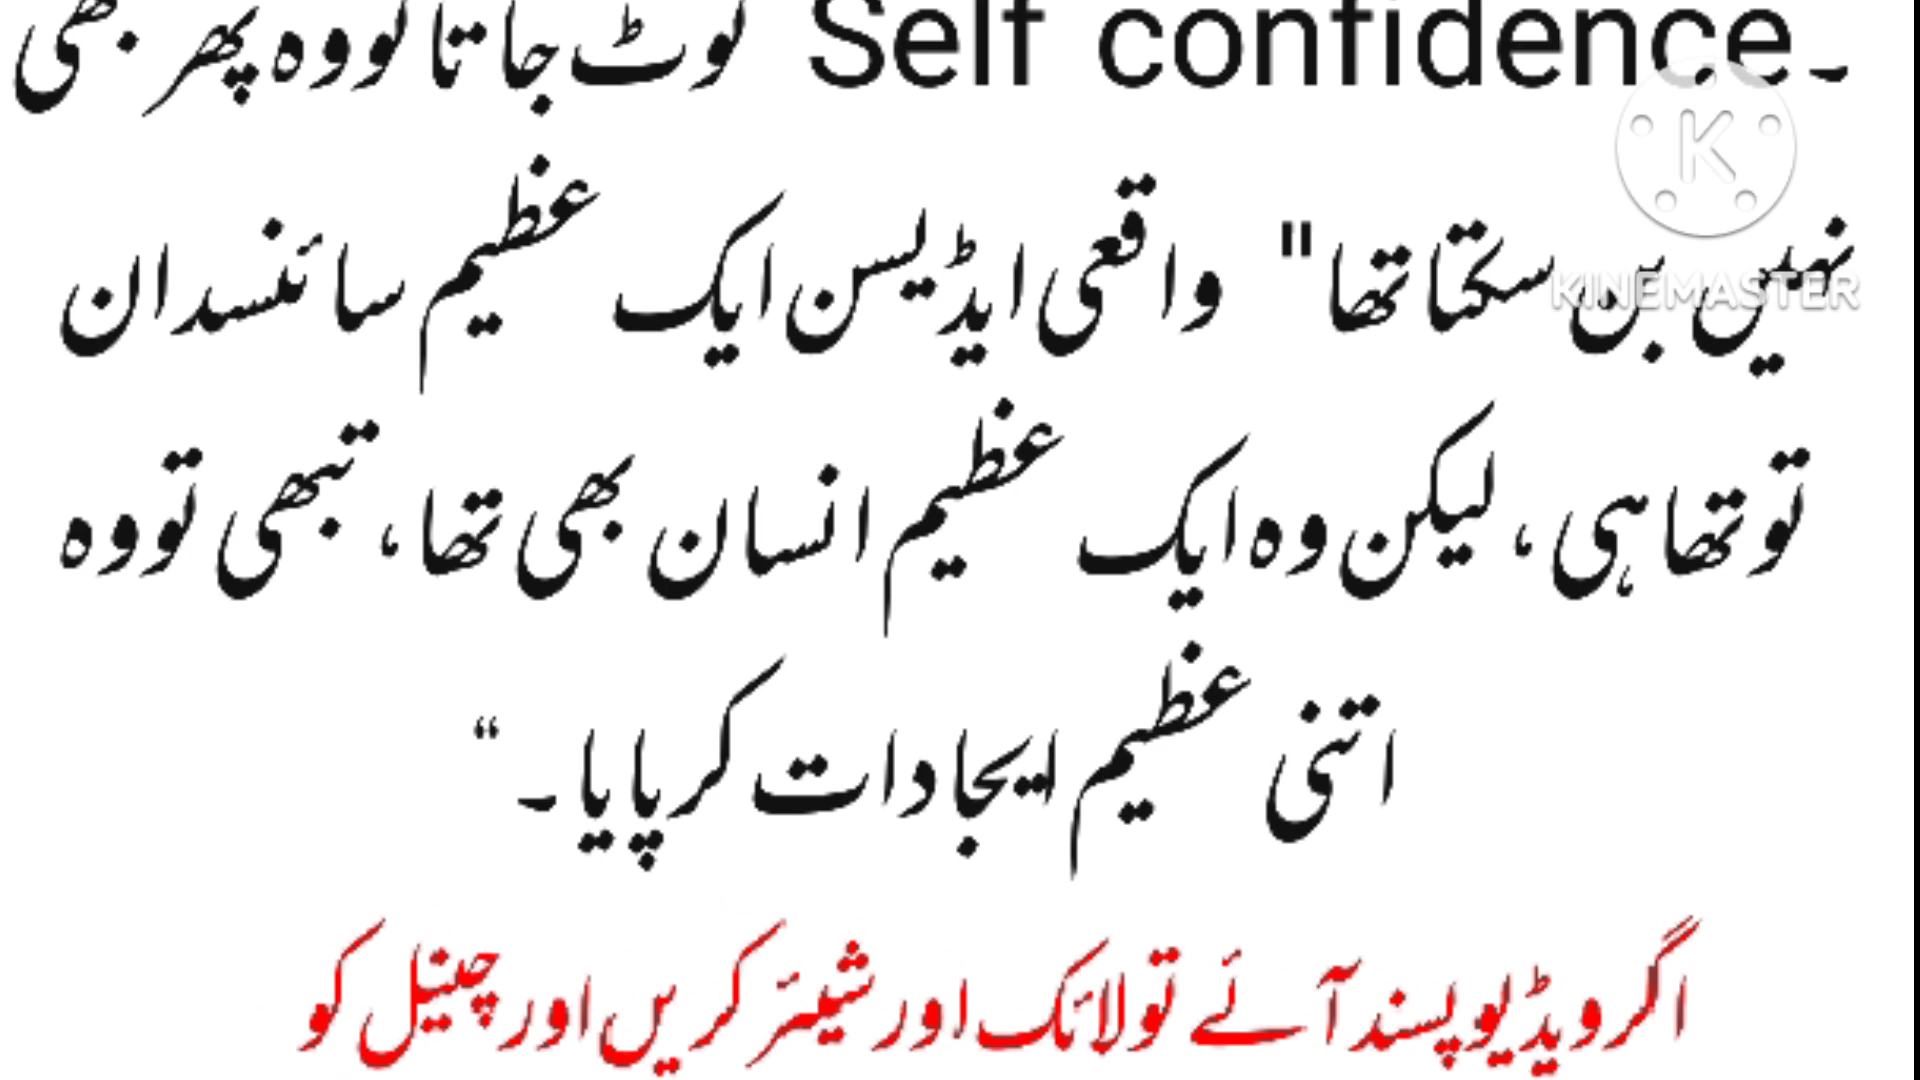 ۔Self confidence ٹوٹ جاتا تو وہ پھر بھی
نہیں بن سکتا تھا" واقعی ایڈیسن ایک عظیم سائنسدان
تو تھا ہی، لیکن وہ ایک عظیم انسان بھی تھا، تبھی تو وہ
اتنی عظیم ایجادات کر پایا۔“
اگر ویڈیو پسند آئے تو لائک اور شیئر کریں اور چینل کو
KINEMASTER